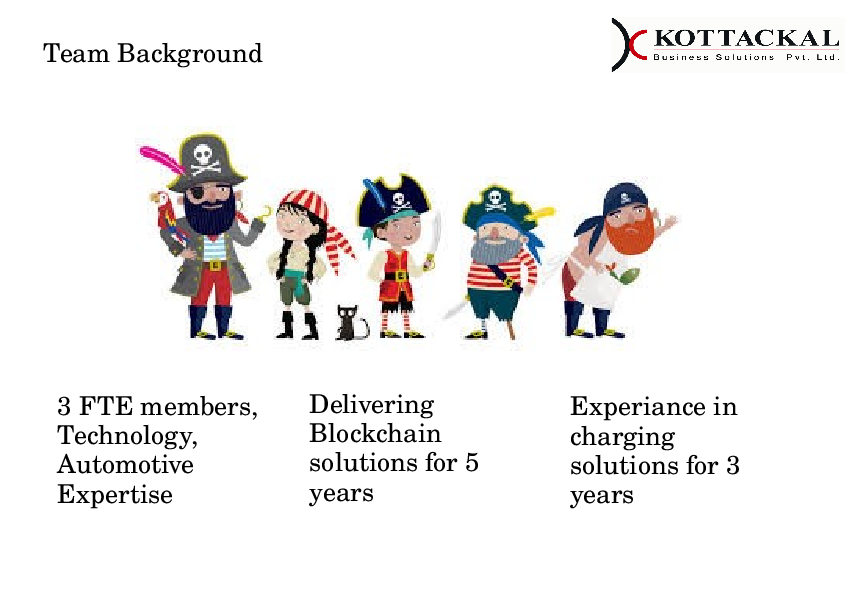 Team Background
KOTTACKAL
Business Solutions Pvt. Ltd.
3 FTE members,
Technology,
Automotive
Expertise
Delivering
Blockchain
solutions for 5
years
Experiance in
charging
solutions for 3
years